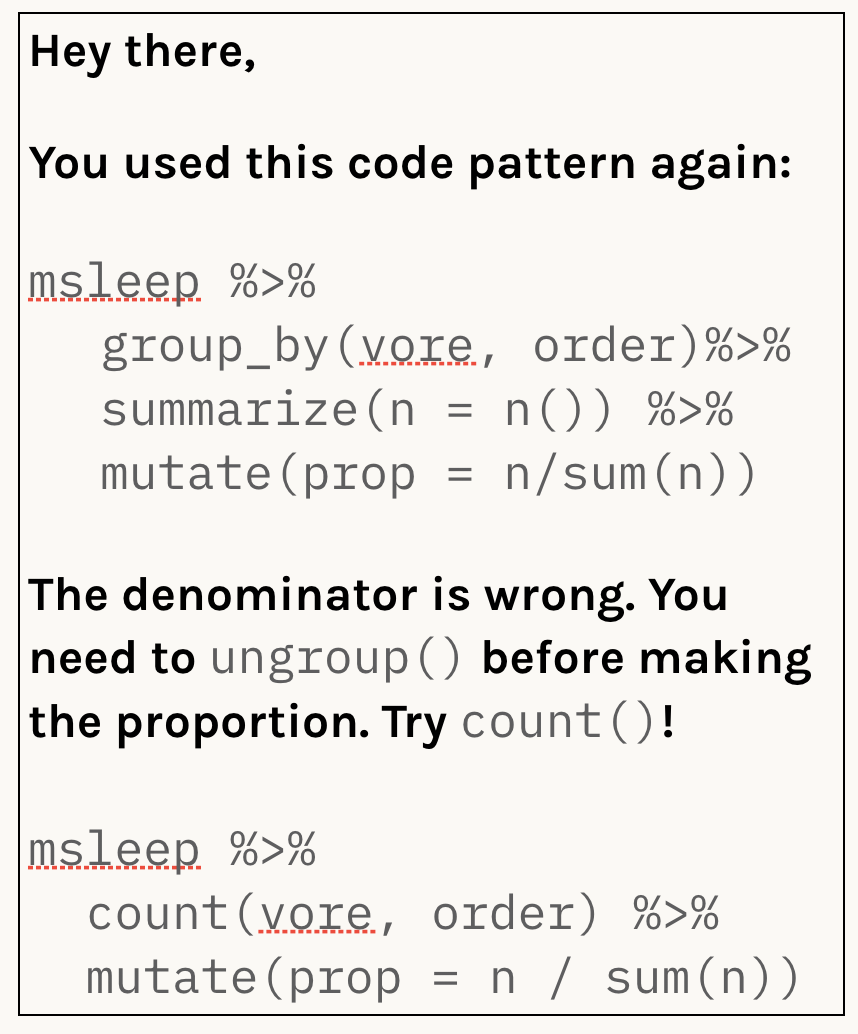 Hey there,
You used this code pattern again:
msleep %>%
group_by(vore, order)%>%
summarize(n = n()) %>%
mutate(prop = n/sum(n))
The denominator is wrong. You
need to ungroup() before making
the proportion. Try count()!
msleep %>%
count(vore, order) %>%
mutate(prop = n / sum(n))